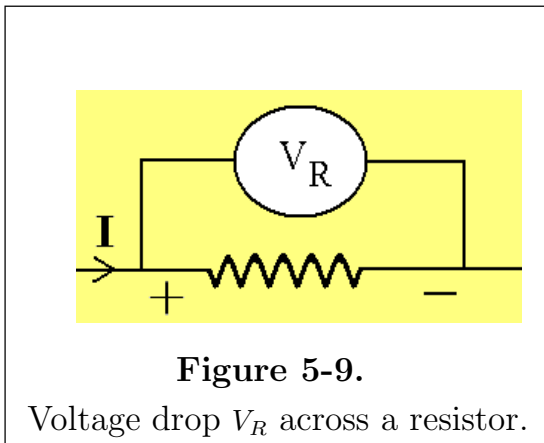 V_R
I
+ −
Figure 5-9.
Voltage drop V_R across a resistor.